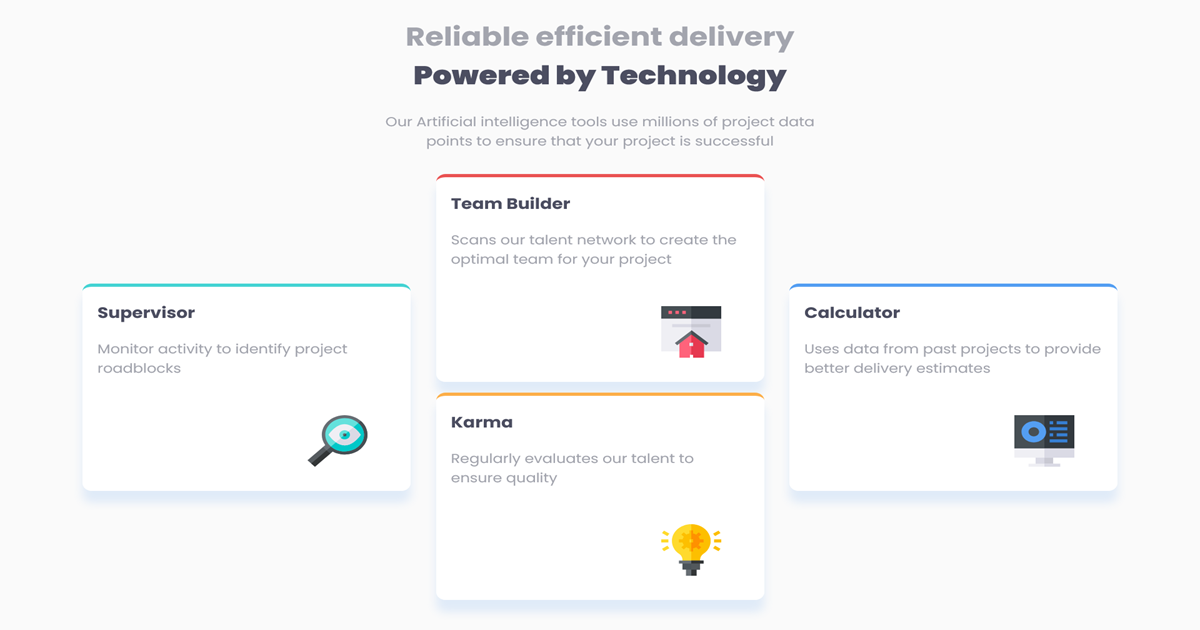 Reliable efficient delivery
Powered by Technology
Our Artificial intelligence tools use millions of project data
points to ensure that your project is successful
Team Builder
Scans our talent network to create the
optimal team for your project
Supervisor
Monitor activity to identify project
roadblocks
Calculator
Uses data from past projects to provide
better delivery estimates
Karma
Regularly evaluates our talent to
ensure quality